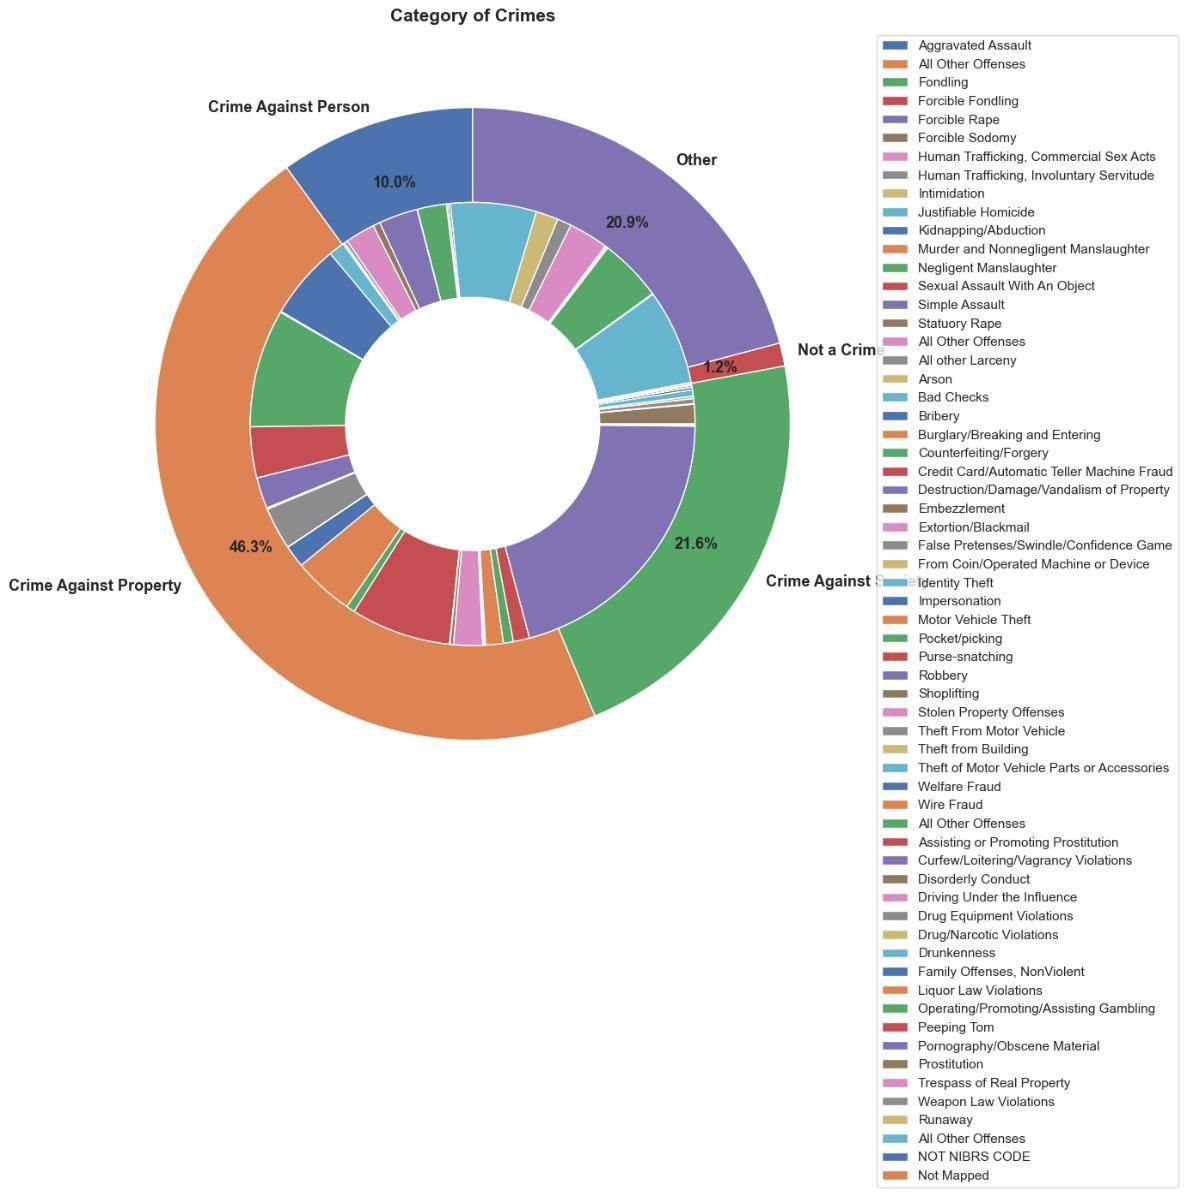 Category of Crimes
Crime Against Person
10.0%
Other
20.9%
Not a Crime
1.2%
46.3%
21.6%
Crime Against Property
Crime Against Society
Aggravated Assault
All Other Offenses
Fondling
Forcible Fondling
Forcible Rape
Forcible Sodomy
Human Trafficking, Commercial Sex Acts
Human Trafficking, Involuntary Servitude
Intimidation
Justifiable Homicide
Kidnapping/Abduction
Murder and Nonnegligent Manslaughter
Negligent Manslaughter
Sexual Assault With An Object
Simple Assault
Statuory Rape
All Other Offenses
All other Larceny
Arson
Bad Checks
Bribery
Burglary/Breaking and Entering
Counterfeiting/Forgery
Credit Card/Automatic Teller Machine Fraud
Destruction/Damage/Vandalism of Property
Embezzlement
Extortion/Blackmail
False Pretenses/Swindle/Confidence Game
From Coin/Operated Machine or Device
Identity Theft
Impersonation
Motor Vehicle Theft
Pocket/picking
Purse-snatching
Robbery
Shoplifting
Stolen Property Offenses
Theft From Motor Vehicle
Theft from Building
Theft of Motor Vehicle Parts or Accessories
Welfare Fraud
Wire Fraud
All Other Offenses
Assisting or Promoting Prostitution
Curfew/Loitering/Vagrancy Violations
Disorderly Conduct
Driving Under the Influence
Drug Equipment Violations
Drug/Narcotic Violations
Drunkenness
Family Offenses, NonViolent
Liquor Law Violations
Operating/Promoting/Assisting Gambling
Peeping Tom
Pornography/Obscene Material
Prostitution
Trespass of Real Property
Weapon Law Violations
Runaway
All Other Offenses
NOT NIBRS CODE
Not Mapped